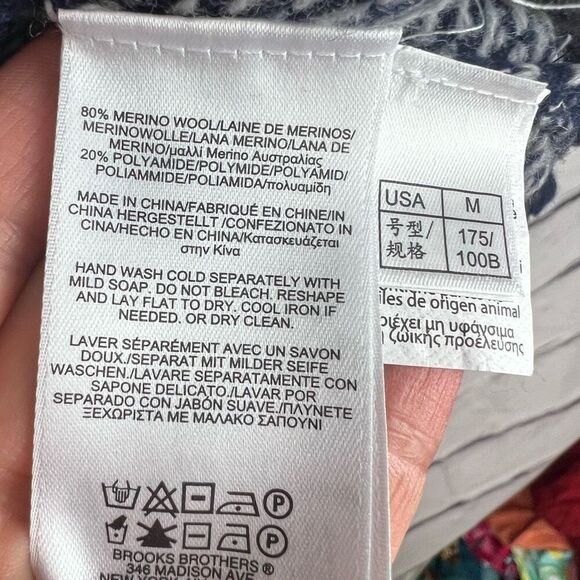 80% MERINO WOOL/LAINE DE MERINOS/
MERINOWOLLE/LANA MERINO/LANA DE
MERINO/μαλλί Merino Αυστραλίας
20% POLYAMIDE/POLYMIDE/POLYAMID/
POLIAMMIDE/POLIAMIDA/πολυαμίδη
MADE IN CHINA/FABRIQUÉ EN CHINE/IN
CHINA HERGESTELLT/CONFEZIONATO IN
CINA/HECHO EN CHINA/Κατασκευάζεται
στην Κίνα
HAND WASH COLD SEPARATELY WITH
MILD SOAP. DO NOT BLEACH. RESHAPE
AND LAY FLAT TO DRY. COOL IRON IF
NEEDED. OR DRY CLEAN.
LAVER SÉPARÉMENT AVEC UN SAVON
DOUX./SEPARAT MIT MILDER SEIFE
WASCHEN./LAVARE SEPARATAMENTE CON
SAPONE DELICATO./LAVAR POR
SEPARADO CON JABÓN SUAVE./ΠΛΥΝΕΤΕ
ΞΕΧΩΡΙΣΤΑ ΜΕ ΜΑΛΑΚΟ ΣΑΠΟΥΝΙ
P
P
BROOKS BROTHERS ®
346 MADISON AVE
NEW YORK
USA M
号型/ 175/
规格 100B
iles de origen animal
ριέχει μη υφάνσιμα
ζωικής προέλευσης